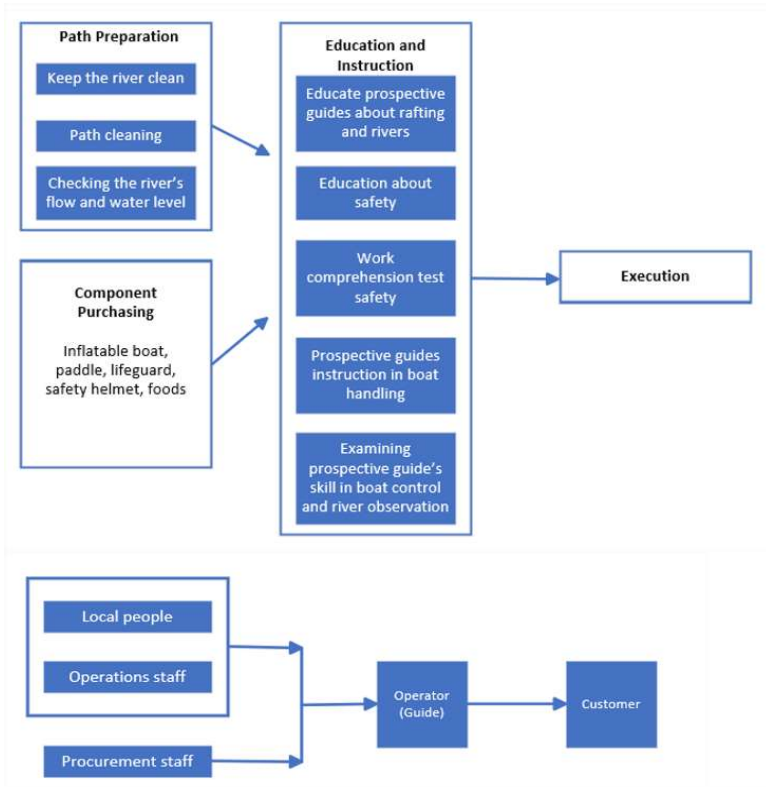 Path Preparation
Keep the river clean
Path cleaning
Checking the river's
flow and water level
Component
Purchasing
Inflatable boat,
paddle, lifeguard,
safety helmet, foods
Education and
Instruction
Educate prospective
guides about rafting
and rivers
Education about
safety
Work
comprehension test
safety
Prospective guides
instruction in boat
handling
Examining
prospective guide's
skill in boat control
and river observation
Execution
Local people
Operations staff
Procurement staff
Operator
(Guide)
Customer